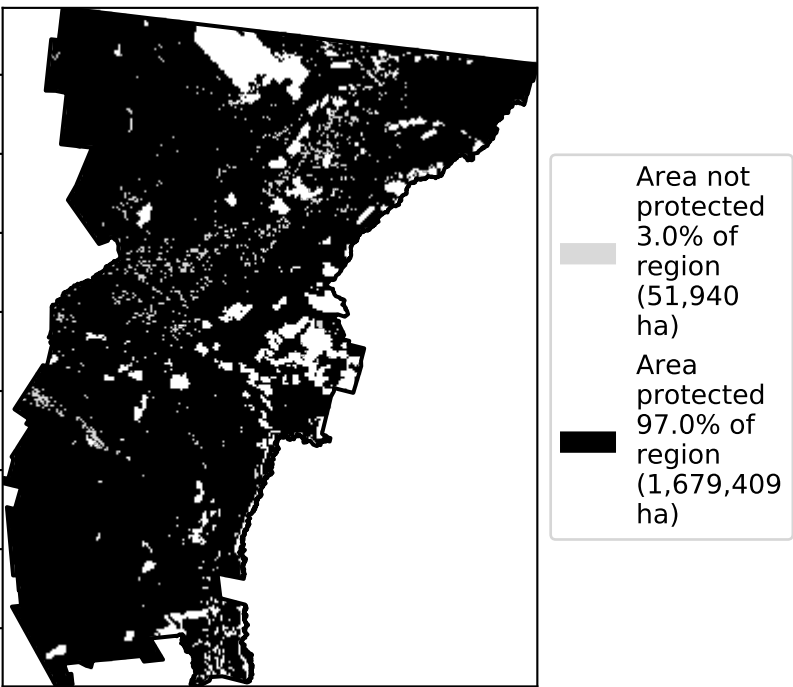 Area not
protected
3.0% of
region
(51,940
ha)
Area
protected
97.0% of
region
(1,679,409
ha)